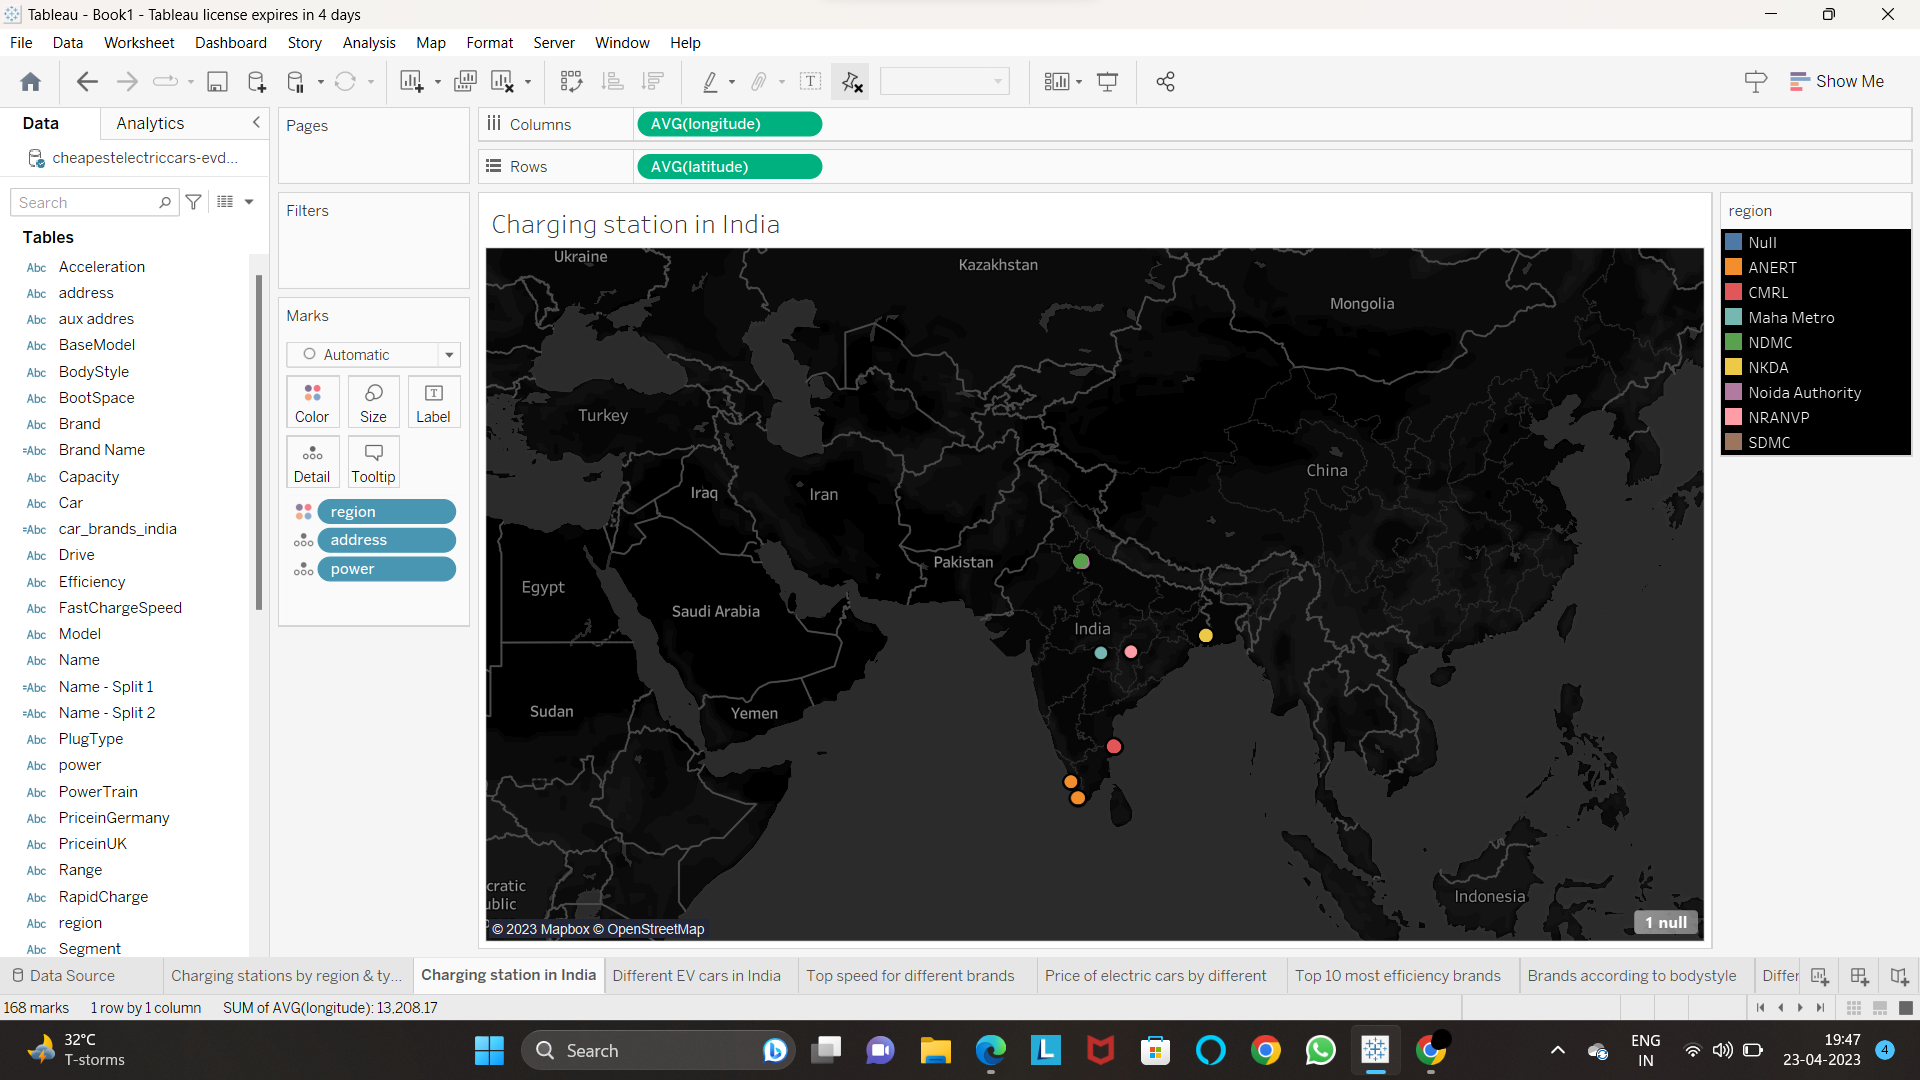 Tableau - Book1 - Tableau license expires in 4 days
File Data Worksheet Dashboard Story Analysis Map Format Server Window Help
Show Me
Data Analytics
cheapestelectriccars-evd...
Search
Tables
Abc Acceleration
Abc address
Abc aux addres
Abc BaseModel
Abc BodyStyle
Abc BootSpace
Abc Brand
=Abc Brand Name
Abc Capacity
Abc Car
=Abc car_brands_india
Abc Drive
Abc Efficiency
Abc FastChargeSpeed
Abc Model
Abc Name
=Abc Name - Split 1
=Abc Name - Split 2
Abc PlugType
Abc power
Abc PowerTrain
Abc PriceinGermany
Abc PriceinUK
Abc Range
Abc RapidCharge
Abc region
Abc Segment
Pages
Filters
Marks
Automatic
Color Size Label
Detail Tooltip
region
address
power
Columns AVG(longitude)
Rows AVG(latitude)
Charging station in India
Ukraine
Kazakhstan
Mongolia
Turkey
China
Iraq
Iran
Pakistan
Egypt
Saudi Arabia
India
Sudan
Yemen
cratic
ublic
Indonesia
© 2023 Mapbox © OpenStreetMap
1 null
region
Null
ANERT
CMRL
Maha Metro
NDMC
NKDA
Noida Authority
NRANVP
SDMC
Data Source Charging stations by region & ty... Charging station in India Different EV cars in India Top speed for different brands Price of electric cars by different Top 10 most efficiency brands Brands according to bodystyle Differ
168 marks 1 row by 1 column SUM of AVG(longitude): 13,208.17
32°C
T-storms
Search
ENG
IN
19:47
23-04-2023
4